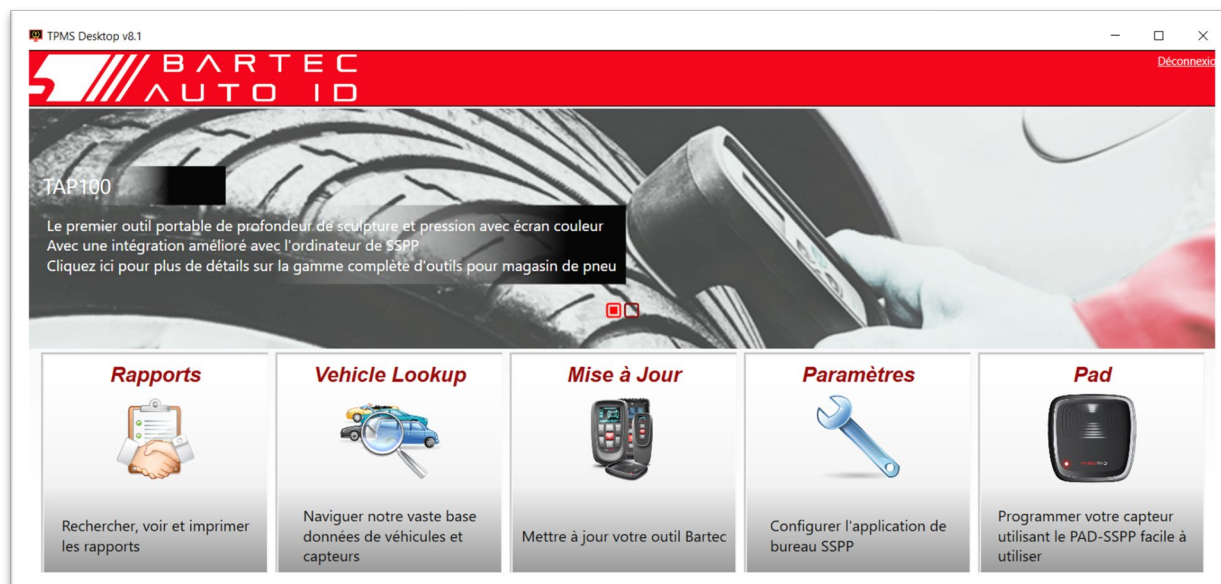 TPMS Desktop v8.1
BARTEC
AUTO ID
Déconnexio
TAP100
Le premier outil portable de profondeur de sculpture et pression avec écran couleur
Avec une intégration amélioré avec l'ordinateur de SSPP
Cliquez ici pour plus de détails sur la gamme complète d'outils pour magasin de pneu
Rapports
Rechercher, voir et imprimer
les rapports
Vehicle Lookup
Naviguer notre vaste base
données de véhicules et
capteurs
Mise à Jour
Mettre à jour votre outil Bartec
Paramètres
Configurer l'application de
bureau SSPP
Pad
Programmer votre capteur
utilisant le PAD-SSPP facile à
utiliser